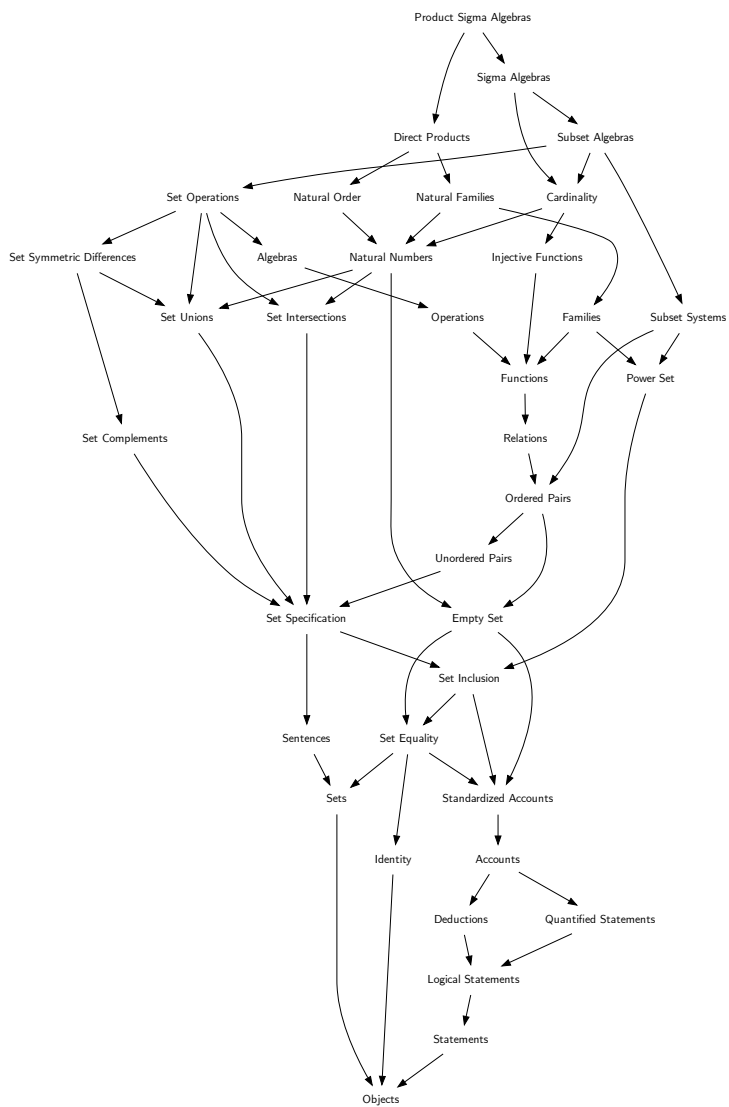 Product Sigma Algebras
Sigma Algebras
Direct Products
Subset Algebras
Set Operations
Natural Order
Natural Families
Cardinality
Set Symmetric Differences
Algebras
Natural Numbers
Injective Functions
Set Unions
Set Intersections
Operations
Families
Subset Systems
Functions
Power Set
Set Complements
Relations
Ordered Pairs
Unordered Pairs
Set Specification
Empty Set
Set Inclusion
Sentences
Set Equality
Sets
Standardized Accounts
Identity
Accounts
Deductions
Quantified Statements
Logical Statements
Statements
Objects